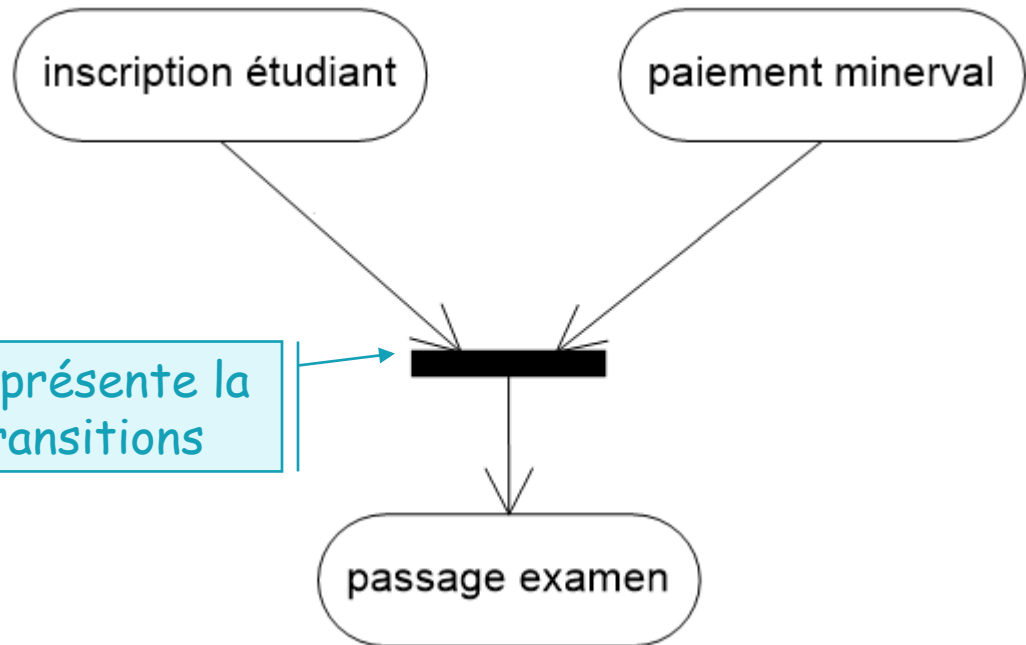 inscription étudiant
paiement minerval
présente la
ransitions
passage examen